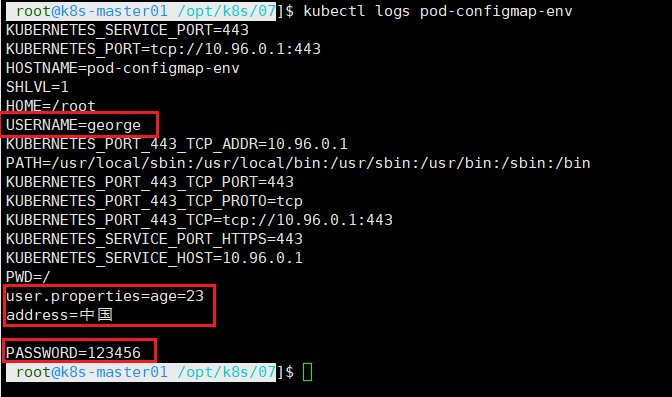 root@k8s-master01 /opt/k8s/07]$ kubectl logs pod-configmap-env
KUBERNETES_SERVICE_PORT=443
KUBERNETES_PORT=tcp://10.96.0.1:443
HOSTNAME=pod-configmap-env
SHLVL=1
HOME=/root
USERNAME=george
KUBERNETES_PORT_443_TCP_ADDR=10.96.0.1
PATH=/usr/local/sbin:/usr/local/bin:/usr/sbin:/usr/bin:/sbin:/bin
KUBERNETES_PORT_443_TCP_PORT=443
KUBERNETES_PORT_443_TCP_PROTO=tcp
KUBERNETES_PORT_443_TCP=tcp://10.96.0.1:443
KUBERNETES_SERVICE_PORT_HTTPS=443
KUBERNETES_SERVICE_HOST=10.96.0.1
PWD=/
user.properties=age=23
address=中国
PASSWORD=123456
root@k8s-master01 /opt/k8s/07]$